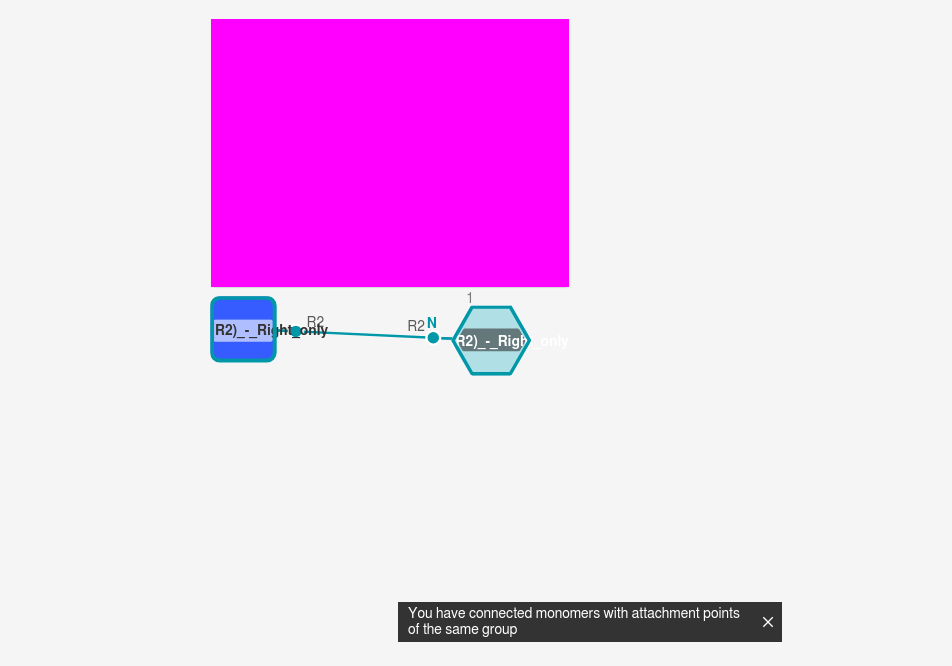 1
R2)_-_Right_only
R2
R2
N
R2)_-_Right_only
You have connected monomers with attachment points
of the same group